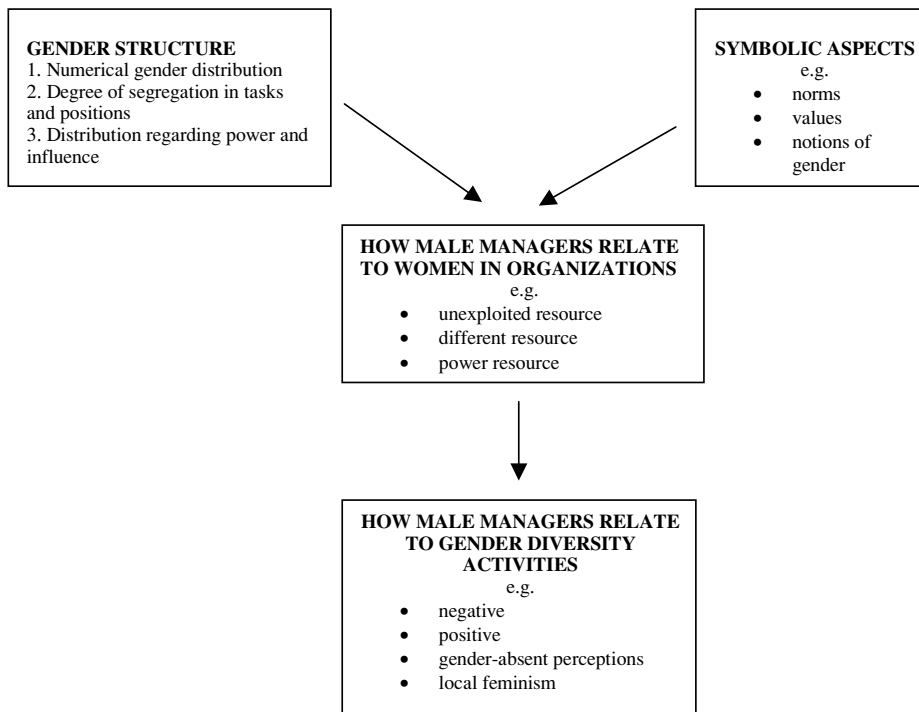 GENDER STRUCTURE
1. Numerical gender distribution
2. Degree of segregation in tasks
and positions
3. Distribution regarding power and
influence
SYMBOLIC ASPECTS
e.g.
• norms
• values
• notions of
gender
HOW MALE MANAGERS RELATE
TO WOMEN IN ORGANIZATIONS
e.g.
• unexploited resource
• different resource
• power resource
HOW MALE MANAGERS RELATE
TO GENDER DIVERSITY
ACTIVITIES
e.g.
• negative
• positive
• gender-absent perceptions
• local feminism